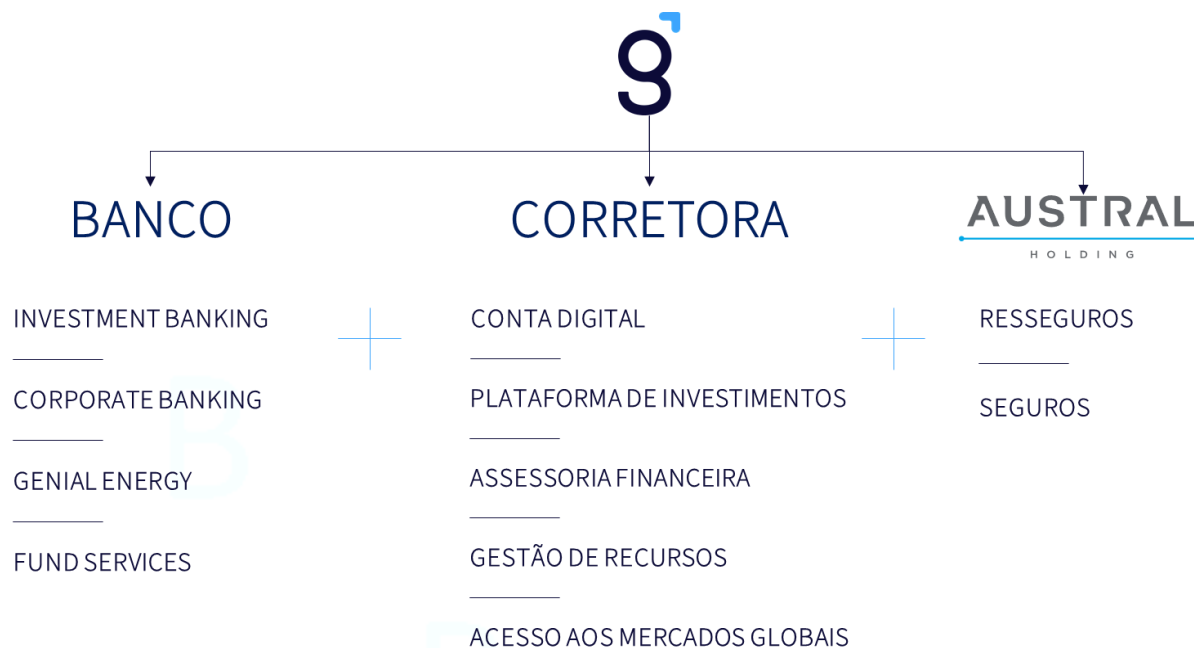 g
BANCO
CORRETORA
AUSTRAL
HOLDING
INVESTMENT BANKING
CORPORATE BANKING
GENIAL ENERGY
FUND SERVICES
CONTA DIGITAL
PLATAFORMA DE INVESTIMENTOS
ASSESSORIA FINANCEIRA
GESTÃO DE RECURSOS
ACESSO AOS MERCADOS GLOBAIS
RESSEGUROS
SEGUROS